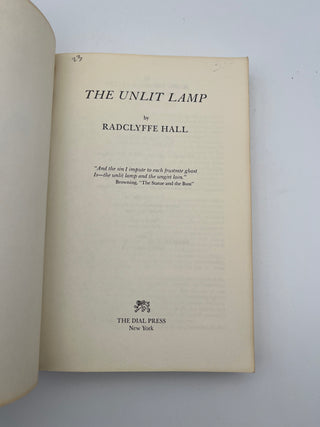 23
THE UNLIT LAMP
by
RADCLYFFE HALL
"And the sin I impute to each frustrate ghost
Is—the unlit lamp and the ungirt loin."
Browning, "The Statue and the Bust"
THE DIAL PRESS
New York